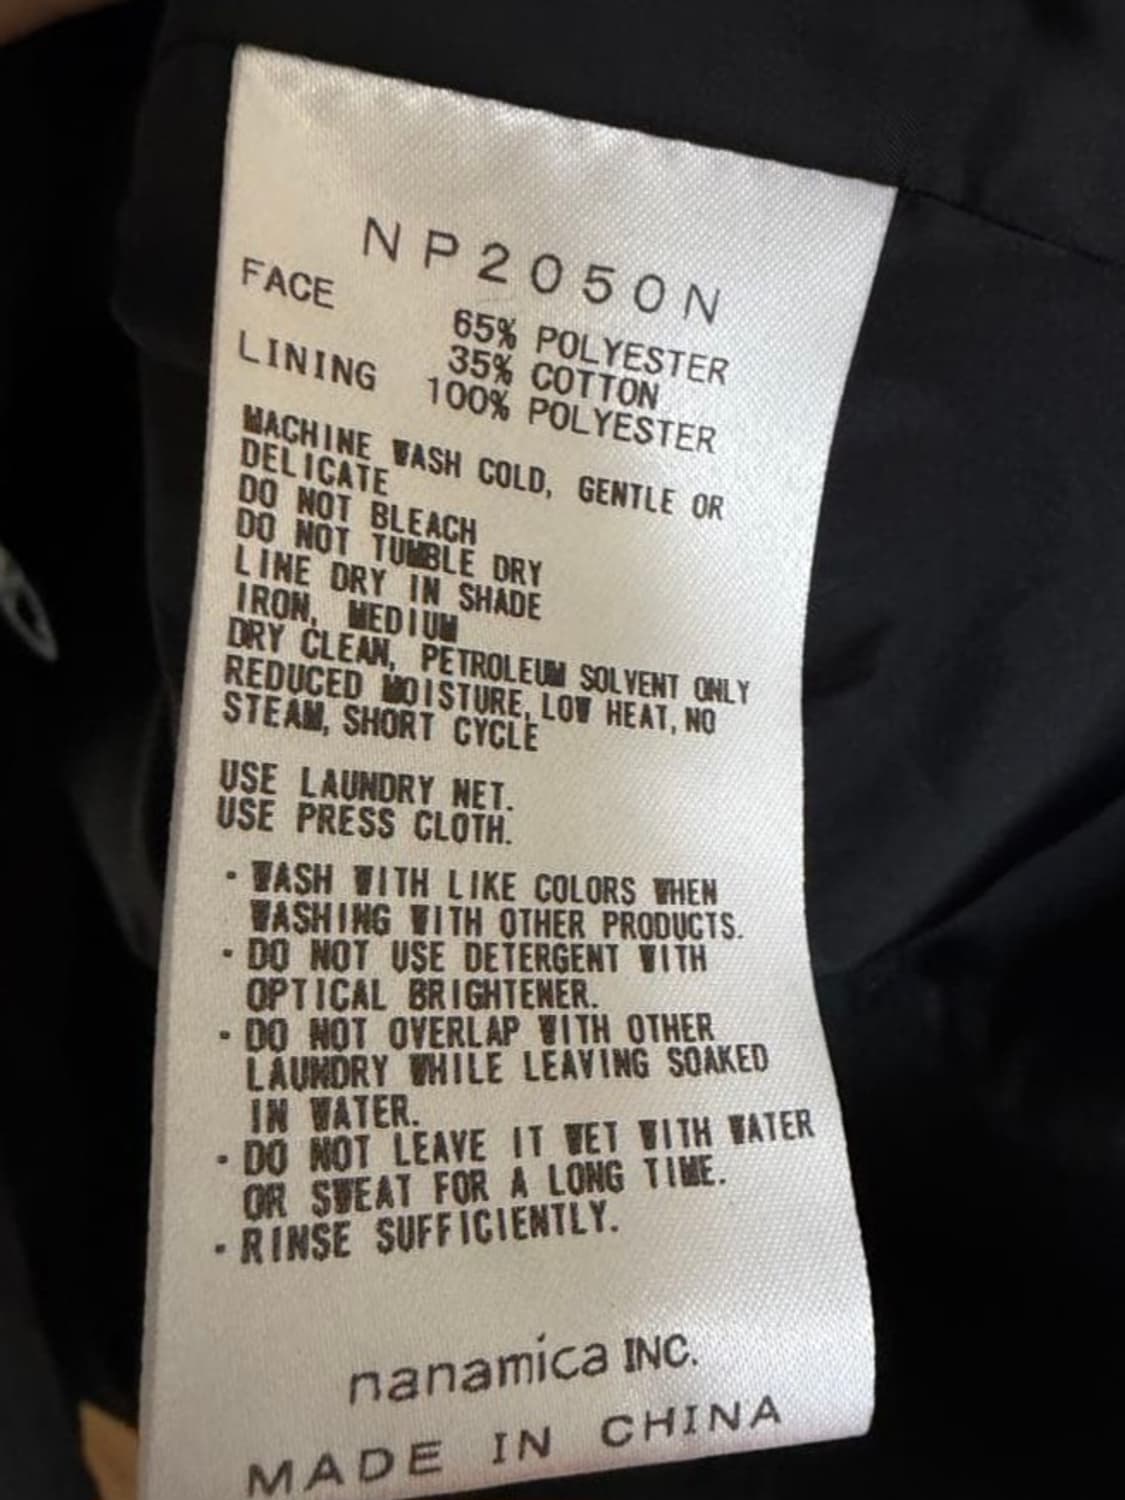 NP2050N
FACE 65% POLYESTER
35% COTTON
LINING 100% POLYESTER
MACHINE WASH COLD, GENTLE OR
DELICATE
DO NOT BLEACH
DO NOT TUMBLE DRY
LINE DRY IN SHADE
IRON, MEDIUM
DRY CLEAN, PETROLEUM SOLVENT ONLY
REDUCED MOISTURE, LOW HEAT, NO
STEAM, SHORT CYCLE
USE LAUNDRY NET.
USE PRESS CLOTH.
・WASH WITH LIKE COLORS WHEN
WASHING WITH OTHER PRODUCTS.
・DO NOT USE DETERGENT WITH
OPTICAL BRIGHTENER.
・DO NOT OVERLAP WITH OTHER
LAUNDRY WHILE LEAVING SOAKED
IN WATER.
・DO NOT LEAVE IT WET WITH WATER
OR SWEAT FOR A LONG TIME.
・RINSE SUFFICIENTLY.
nanamica INC.
MADE IN CHINA